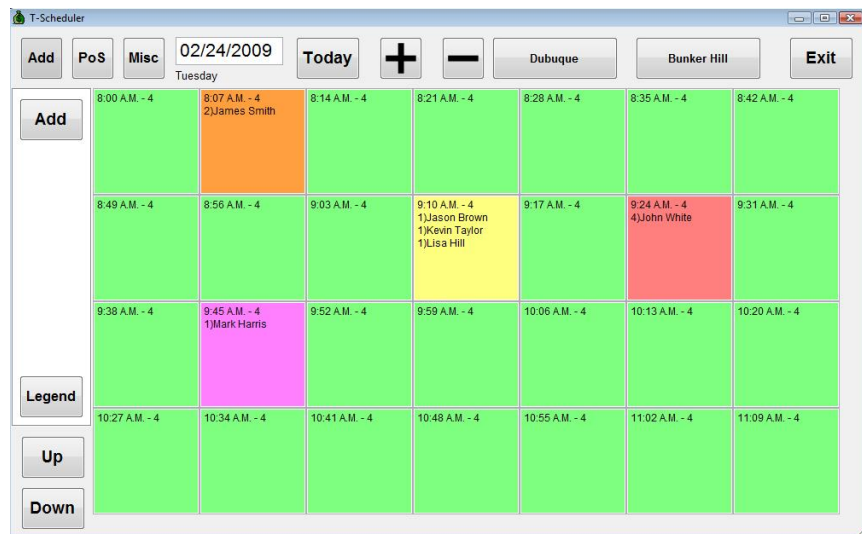 T-Scheduler
Add PoS Misc 02/24/2009 Today + − Dubuque Bunker Hill Exit
Tuesday
Add
8:00 A.M. - 4
8:07 A.M. - 4
2)James Smith
8:14 A.M. - 4
8:21 A.M. - 4
8:28 A.M. - 4
8:35 A.M. - 4
8:42 A.M. - 4
8:49 A.M. - 4
8:56 A.M. - 4
9:03 A.M. - 4
9:10 A.M. - 4
1)Jason Brown
1)Kevin Taylor
1)Lisa Hill
9:17 A.M. - 4
9:24 A.M. - 4
4)John White
9:31 A.M. - 4
9:38 A.M. - 4
9:45 A.M. - 4
1)Mark Harris
9:52 A.M. - 4
9:59 A.M. - 4
10:06 A.M. - 4
10:13 A.M. - 4
10:20 A.M. - 4
Legend
10:27 A.M. - 4
10:34 A.M. - 4
10:41 A.M. - 4
10:48 A.M. - 4
10:55 A.M. - 4
11:02 A.M. - 4
11:09 A.M. - 4
Up
Down